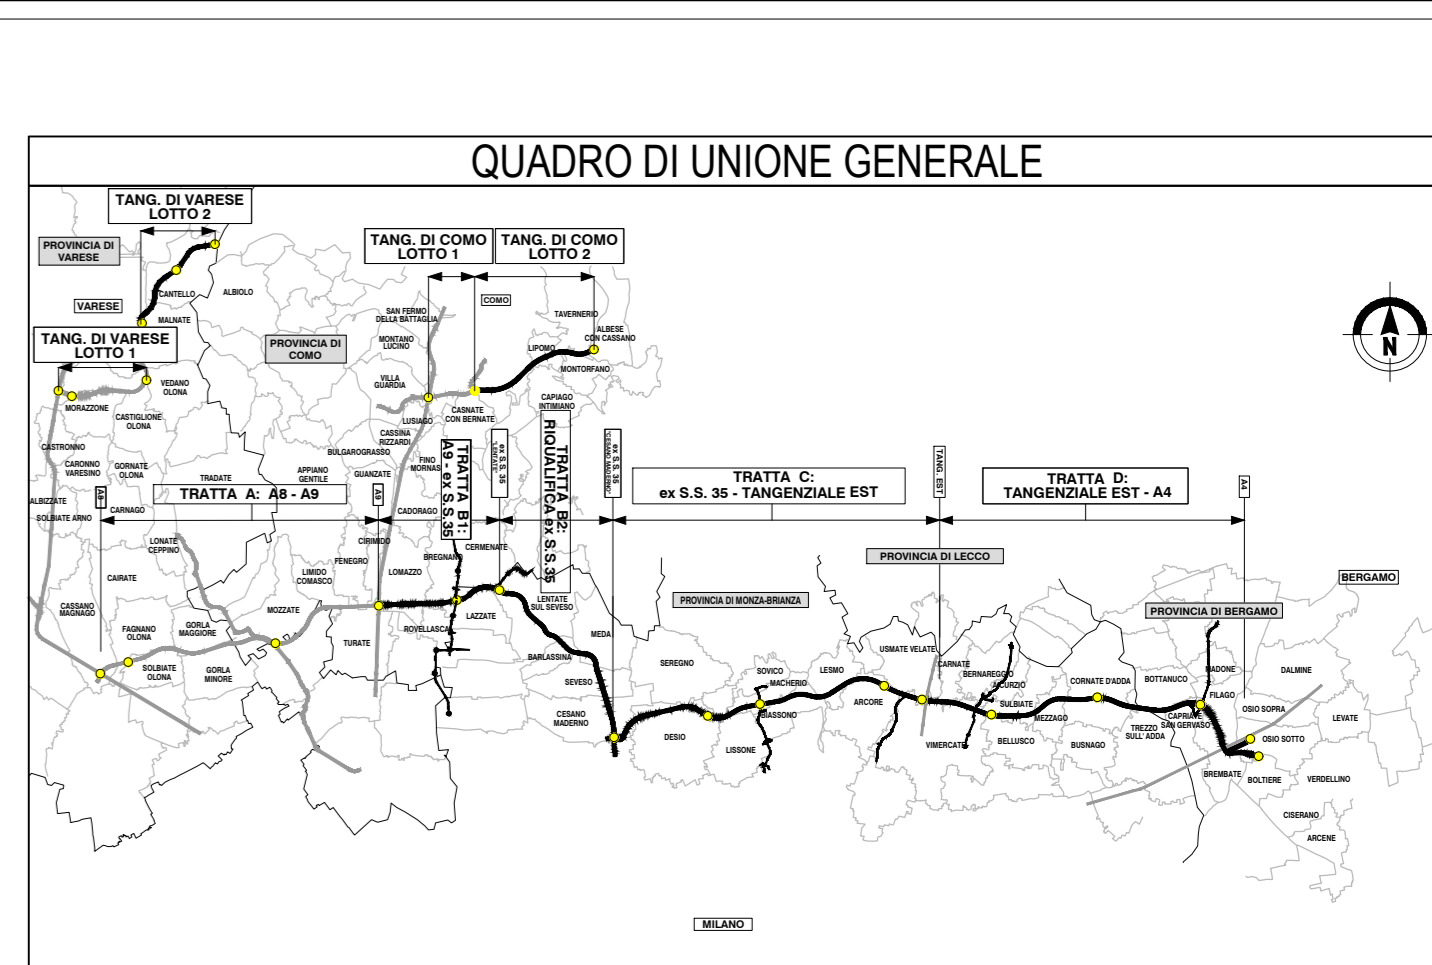 QUADRO DI UNIONE GENERALE
TANG. DI VARESE
LOTTO 2
PROVINCIA DI
VARESE
TANG. DI COMO
LOTTO 1
TANG. DI COMO
LOTTO 2
CANTELLO
ALBIOLO
VARESE
MALNATE
COMO
SAN FERMO
DELLA BATTAGLIA
TAVERNERIO
ALBESE
CON CASSANO
TANG. DI VARESE
LOTTO 1
PROVINCIA DI
COMO
MONTANO
LUCINO
LIPOMO
MONTORFANO
N
VEDANO
OLONA
VILLA
GUARDIA
MORAZZONE
CASTIGLIONE
OLONA
LUSIAGO
CASNATE
CON BERNATE
CAPIAGO
INTIMIANO
CASSINA
RIZZARDI
CASTRONNO
BULGAROGRASSO
CARONNO
VARESINO
GORNATE
OLONA
TRADATE
APPIANO
GENTILE
GUANZATE
FINO
MORNAS
TRATTA B1:
A9 - ex S.S.35
ex S.S. 35
"LENTATE"
TRATTA B2:
RIQUALIFICA ex S.S.35
ex S.S. 35
"CESANO MADERNO"
TANG. EST
A4
A8
TRATTA A: A8 - A9
A9
TRATTA C:
ex S.S. 35 - TANGENZIALE EST
TRATTA D:
TANGENZIALE EST - A4
ALBIZZATE
SOLBIATE ARNO
CARNAGO
CADORAGO
LONATE
CEPPINO
CIRIMIDO
FENEGRO
BREGNANO
CERMENATE
PROVINCIA DI LECCO
CAIRATE
LIMIDO
COMASCO
LOMAZZO
BERGAMO
CASSANO
MAGNAGO
MOZZATE
LAZZATE
LENTATE
SUL SEVESO
PROVINCIA DI MONZA-BRIANZA
PROVINCIA DI BERGAMO
FAGNANO
OLONA
GORLA
MAGGIORE
ROVELLASCA
TURATE
MEDA
SOLBIATE
OLONA
GORLA
MINORE
BARLASSINA
SEVESO
SEREGNO
SOVICO
MACHERIO
LESMO
USMATE VELATE
CARNATE
BERNAREGGIO
AICURZIO
CORNATE D'ADDA
BOTTANUCO
MADONE
DALMINE
CESANO
MADERNO
DESIO
BIASSONO
LISSONE
ARCORE
SULBIATE
MEZZAGO
VIMERCATE
BELLUSCO
BUSNAGO
TREZZO
SULL' ADDA
CAPRIATE
SAN GERVASO
FILAGO
OSIO SOPRA
LEVATE
OSIO SOTTO
BREMBATE
BOLTIERE
VERDELLINO
CISERANO
ARCENE
MILANO